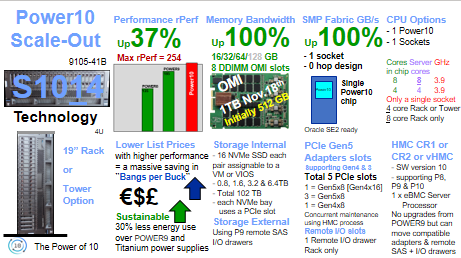 Power10
Scale-Out
9105-41B
S1014
Technology
4U
19" Rack
or
Tower
Option
The Power of 10
Performance rPerf
Up 37%
Max rPerf = 254
POWER8
POWER9
Power10
Lower List Prices
with higher performance
= a massive saving in
"Bangs per Buck"
€$£
Sustainable
30% less energy use
over POWER9 and
Titanium power supplies
Memory Bandwidth
Up 100%
16/32/64/128 GB
8 DDIMM OMI slots
OMI
1TB Nov 18th
Initially 512 GB
Storage Internal
- 16 NVMe SSD each
pair assignable to a
VM or VIOS
- 0.8, 1.6, 3.2 & 6.4TB
- Total 102 TB
- each NVMe bay
uses a PCIe slot
Storage External
Using P9 remote SAS
I/O drawers
SMP Fabric GB/s
Up 100%
- 1 socket
- 0 hop design
Power10
Single
Power10
chip
Oracle SE2 ready
PCIe Gen5
Adapters slots
supporting Gen4 & 3
Total 5 PCIe slots
1 = Gen5x8 [Gen4x16]
3 = Gen5x8
1 = Gen4x8
Concurrent maintenance
using HMC process
Remote I/O slots
1 Remote I/O drawer
Rack only
CPU Options
- 1 Power10
- 1 Sockets
Cores Server GHz
in chip cores
8 8 3.9
4 4 3.9
Only a single socket
8 core Rack or Tower
4 core Rack only
HMC CR1 or
CR2 or vHMC
- SW version 10
- supporting P8,
P9 & P10
1 x eBMC Server
Processor
No upgrades from
POWER9 but can
move compatible
adapters & remote
SAS + I/O drawers